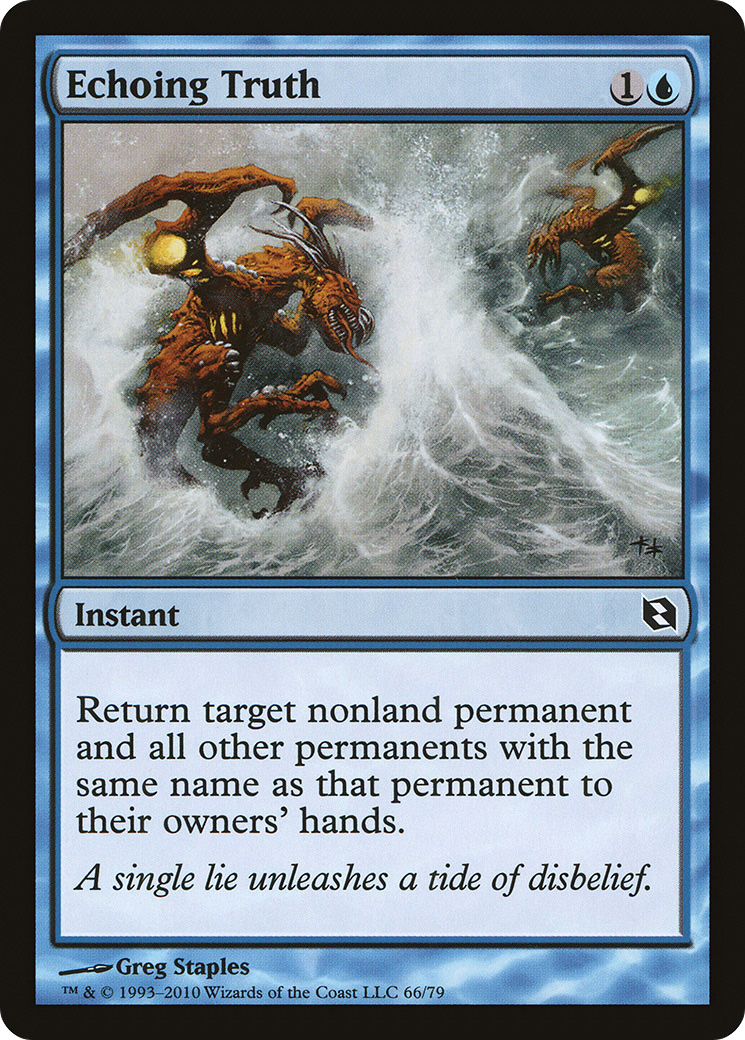 Echoing Truth 1
Instant
Return target nonland permanent
and all other permanents with the
same name as that permanent to
their owners' hands.
A single lie unleashes a tide of disbelief.
Greg Staples
™ & © 1993–2010 Wizards of the Coast LLC 66/79